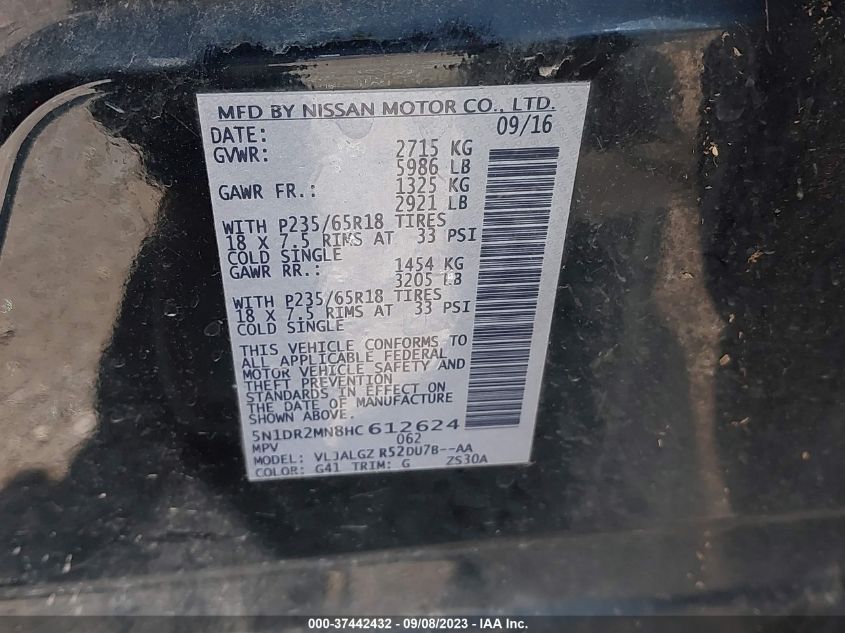 MFD BY NISSAN MOTOR CO., LTD.
DATE: 09/16
GVWR: 2715 KG
5986 LB
GAWR FR.: 1325 KG
2921 LB
WITH P235/65R18 TIRES
18 X 7.5 RIMS AT 33 PSI
COLD SINGLE
GAWR RR.: 1454 KG
3205 LB
WITH P235/65R18 TIRES
18 X 7.5 RIMS AT 33 PSI
COLD SINGLE
THIS VEHICLE CONFORMS TO
ALL APPLICABLE FEDERAL
MOTOR VEHICLE SAFETY AND
THEFT PREVENTION
STANDARDS IN EFFECT ON
THE DATE OF MANUFACTURE
SHOWN ABOVE.
5N1DR2MN8HC 612624
MPV 062
MODEL: VLJALGZ R52DU7B--AA
COLOR: G41 TRIM: G ZS30A
000-37442432 - 09/08/2023 - © IAA Inc.